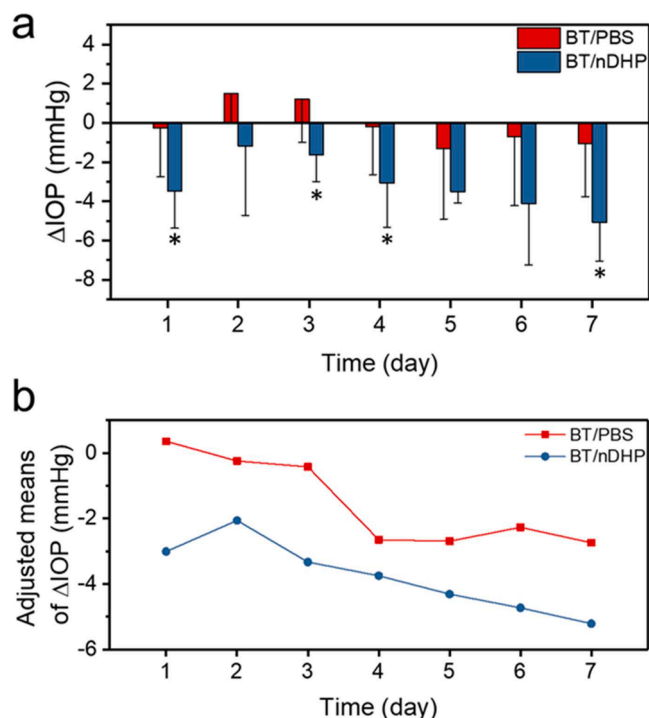 a
BT/PBS
BT/nDHP
ΔIOP (mmHg)
4
2
0
-2
-4
-6
-8
*
*
*
*
1 2 3 4 5 6 7
Time (day)
b
BT/PBS
BT/nDHP
Adjusted means
of ΔIOP (mmHg)
0
-2
-4
-6
1 2 3 4 5 6 7
Time (day)